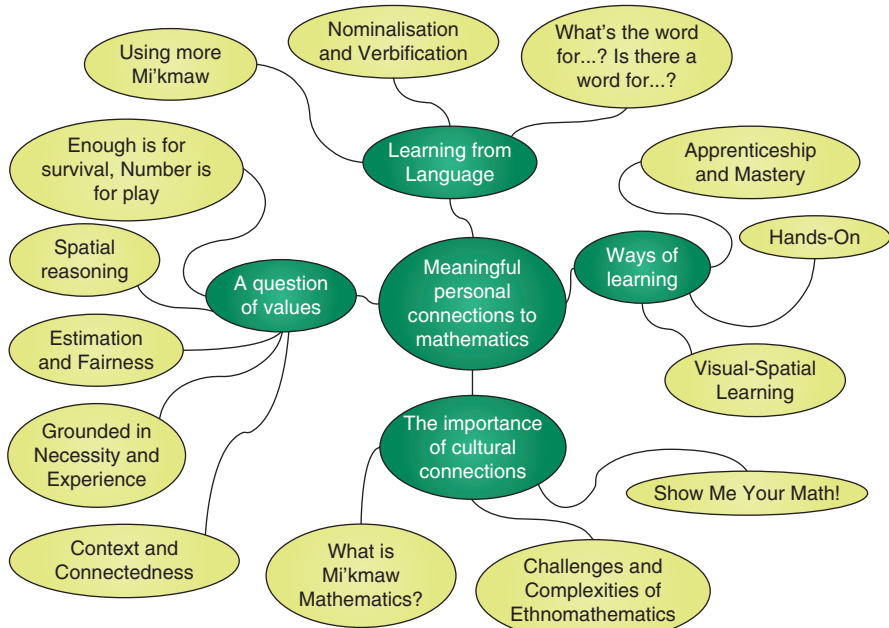 Using more
Mi'kmaw
Nominalisation
and Verbification
What's the word
for...? Is there a
word for...?
Enough is for
survival, Number is
for play
Learning from
Language
Apprenticeship
and Mastery
Spatial
reasoning
A question
of values
Meaningful
personal
connections to
mathematics
Ways of
learning
Hands-On
Estimation
and Fairness
Visual-Spatial
Learning
Grounded in
Necessity and
Experience
The importance
of cultural
connections
Show Me Your Math!
Context and
Connectedness
What is
Mi'kmaw
Mathematics?
Challenges and
Complexities of
Ethnomathematics